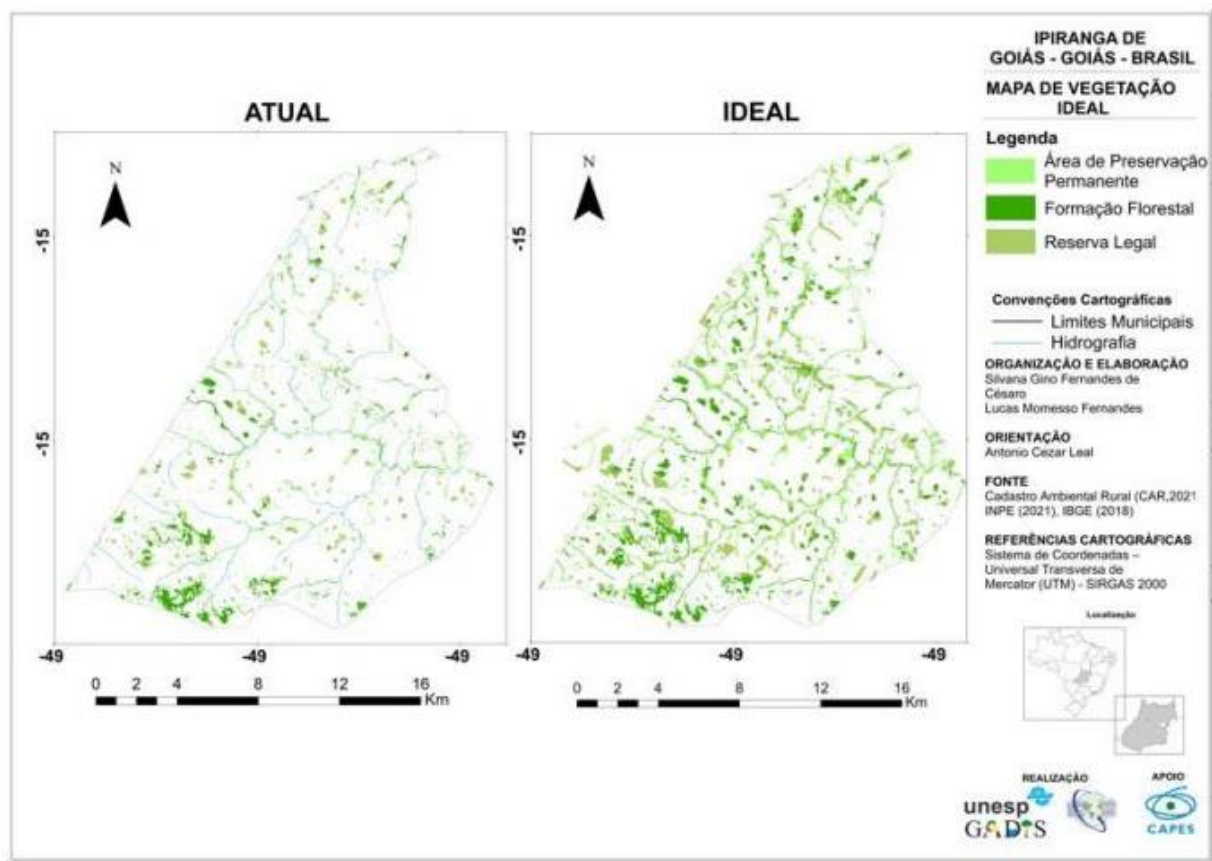 IPIRANGA DE
GOIÁS - GOIÁS - BRASIL
MAPA DE VEGETAÇÃO
IDEAL
Legenda
Área de Preservação
Permanente
Formação Florestal
Reserva Legal
Convenções Cartográficas
Limites Municipais
Hidrografia
ORGANIZAÇÃO E ELABORAÇÃO
Silvana Gino Fernandes de
Césaro
Lucas Momesso Fernandes
ORIENTAÇÃO
Antonio Cezar Leal
FONTE
Cadastro Ambiental Rural (CAR,2021
INPE (2021), IBGE (2018)
REFERÊNCIAS CARTOGRÁFICAS
Sistema de Coordenadas –
Universal Transversa de
Mercator (UTM) - SIRGAS 2000
Localização
REALIZAÇÃO
APOIO
unesp
GADIS
CAPES
ATUAL
N
-15
-15
-49
-49
-49
0 2 4 8 12 16
Km
IDEAL
N
-15
-15
-49
-49
0 2 4 8 12 16
Km